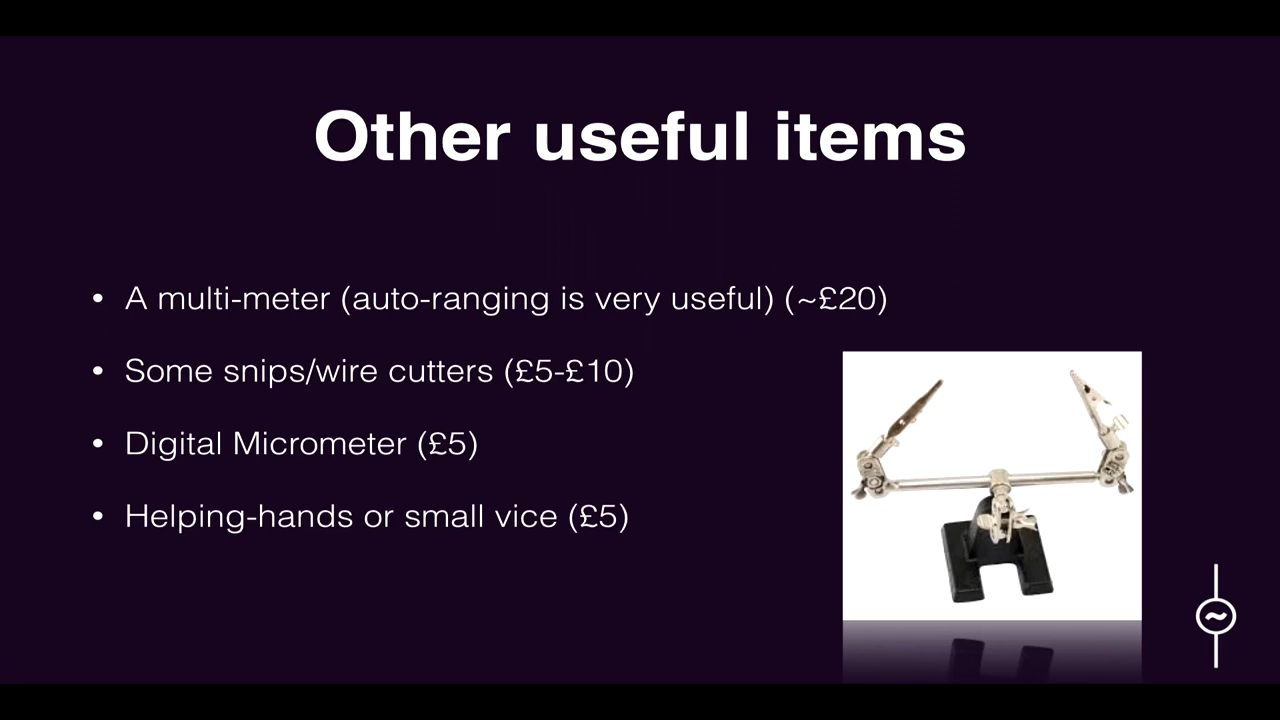 Other useful items
• A multi-meter (auto-ranging is very useful) (~£20)
• Some snips/wire cutters (£5-£10)
• Digital Micrometer (£5)
• Helping-hands or small vice (£5)